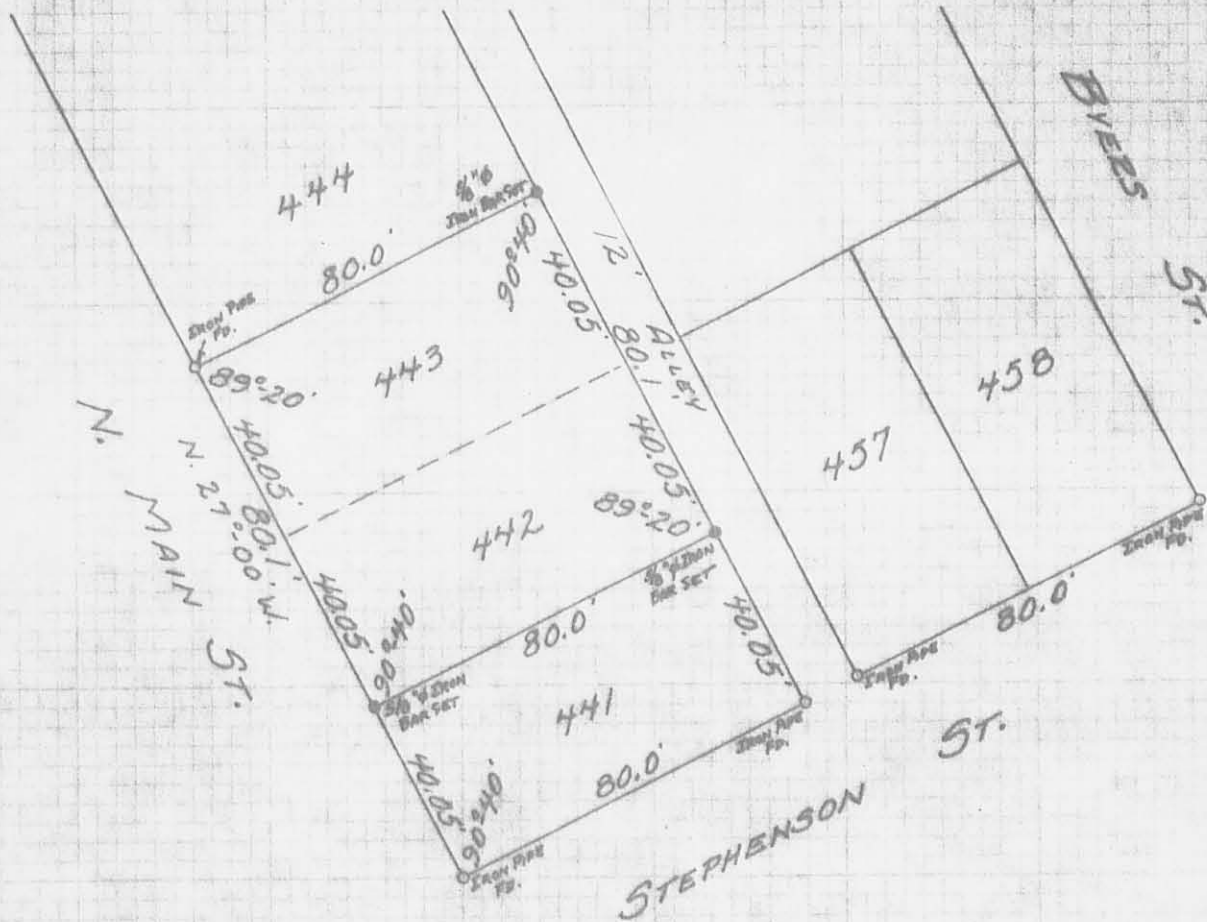 BYERS ST.
444
5/8"ø
IRON BAR SET
80.0'
90°40'
12' ALLEY
40.05'
80.1
IRON PIPE
FD.
89°-20'
443
458
457
N. MAIN ST.
N. 27°-00' W.
40.05'
80.1'
40.05'
89°-20'
442
5/8"ø IRON
BAR SET
IRON PIPE
FD.
40.05'
90°40'
80.0'
40.05
80.0'
5/8"ø IRON
BAR SET
441
IRON PIPE
FD.
IRON PIPE
FD.
40.05'
90°40'
80.0'
IRON PIPE
FD.
STEPHENSON ST.